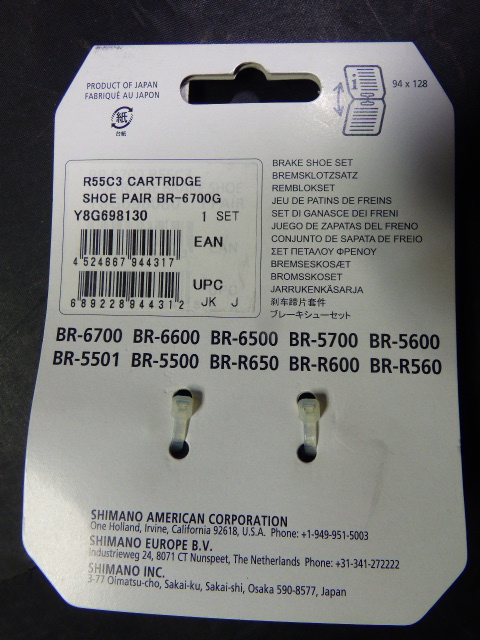 PRODUCT OF JAPAN
FABRIQUÉ AU JAPON
紙
台紙
94 x 128
R55C3 CARTRIDGE
SHOE PAIR BR-6700G
Y8G698130 1 SET
EAN
4 524667 944317
UPC
6 89228 94431 2
JK J
BRAKE SHOE SET
BREMSKLOTZSATZ
REMBLOKSET
JEU DE PATINS DE FREINS
SET DI GANASCE DEI FRENI
JUEGO DE ZAPATAS DEL FRENO
CONJUNTO DE SAPATA DE FREIO
ΣΕΤ ΠΕΤΑΛΟΥ ΦΡΕΝΟΥ
BREMSESKOSÆT
BROMSSKOSET
JARRUKENKÄSARJA
刹车蹄片套件
ブレーキシューセット
BR-6700 BR-6600 BR-6500 BR-5700 BR-5600
BR-5501 BR-5500 BR-R650 BR-R600 BR-R560
SHIMANO AMERICAN CORPORATION
One Holland, Irvine, California 92618, U.S.A. Phone: +1-949-951-5003
SHIMANO EUROPE B.V.
Industrieweg 24, 8071 CT Nunspeet, The Netherlands Phone: +31-341-272222
SHIMANO INC.
3-77 Oimatsu-cho, Sakai-ku, Sakai-shi, Osaka 590-8577, Japan